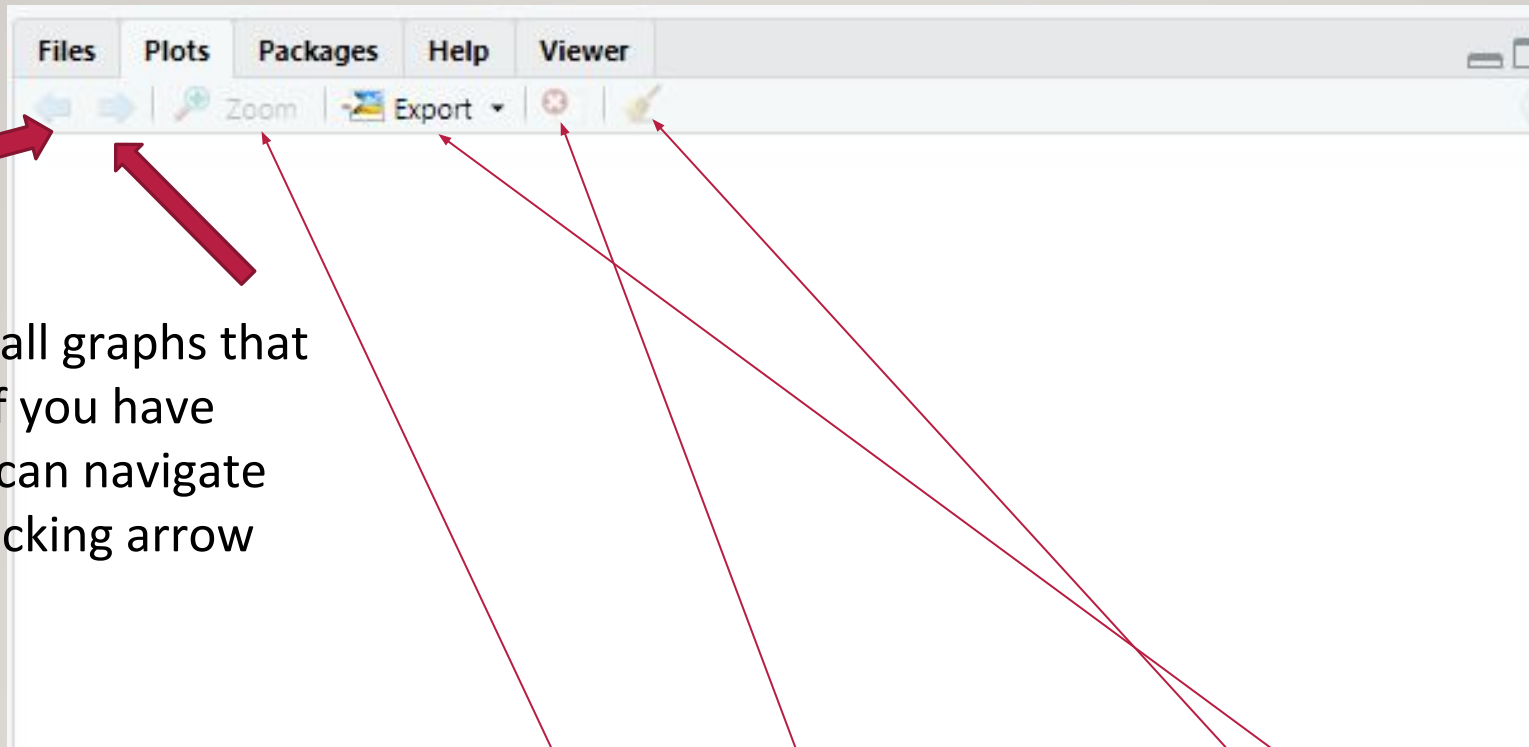 Files Plots Packages Help Viewer
Zoom Export
all graphs that
f you have
can navigate
cking arrow